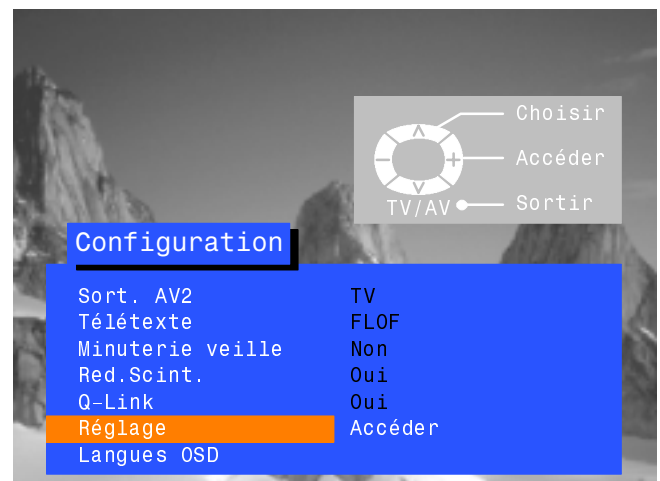 Choisir
Accéder
TV/AV Sortir
Configuration
Sort. AV2 TV
Télétexte FLOF
Minuterie veille Non
Red.Scint. Oui
Q-Link Oui
Réglage Accéder
Langues OSD